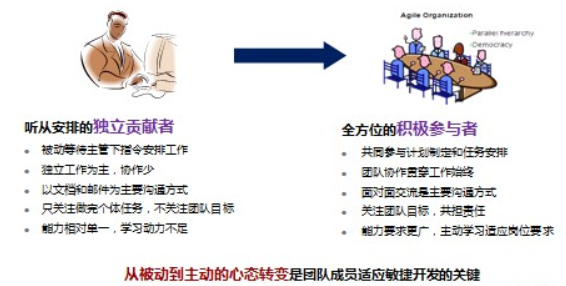 Agile Organization
-Parallel hierarchy
-Democracy
听从安排的独立贡献者
被动等待主管下指令安排工作
独立工作为主，协作少
以文档和邮件为主要沟通方式
只关注做完个体任务，不关注团队目标
能力相对单一，学习动力不足
全方位的积极参与者
共同参与计划制定和任务安排
团队协作贯穿工作始终
面对面交流是主要沟通方式
关注团队目标，共担责任
能力要求更广，主动学习适应岗位要求
从被动到主动的心态转变是团队成员适应敏捷开发的关键